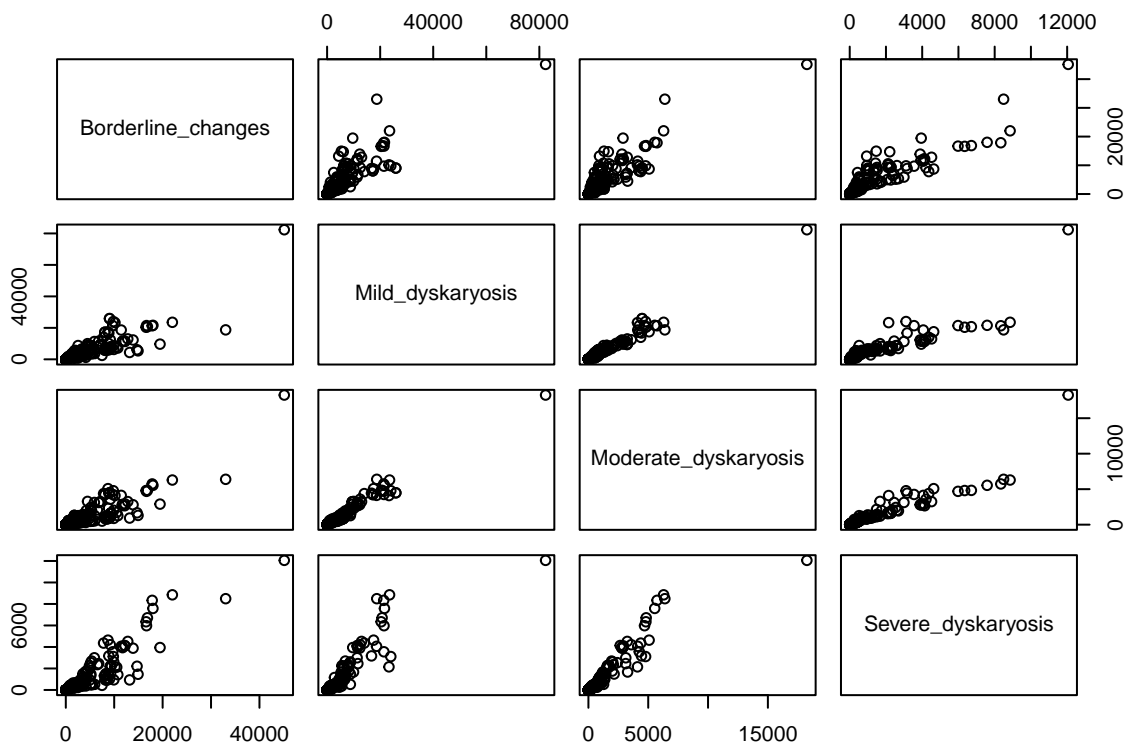 0 40000 80000 0 4000 8000 12000
Borderline_changes
0 20000
Mild_dyskaryosis
0 40000
Moderate_dyskaryosis
0 10000
Severe_dyskaryosis
0 6000
0 20000 40000 0 5000 15000